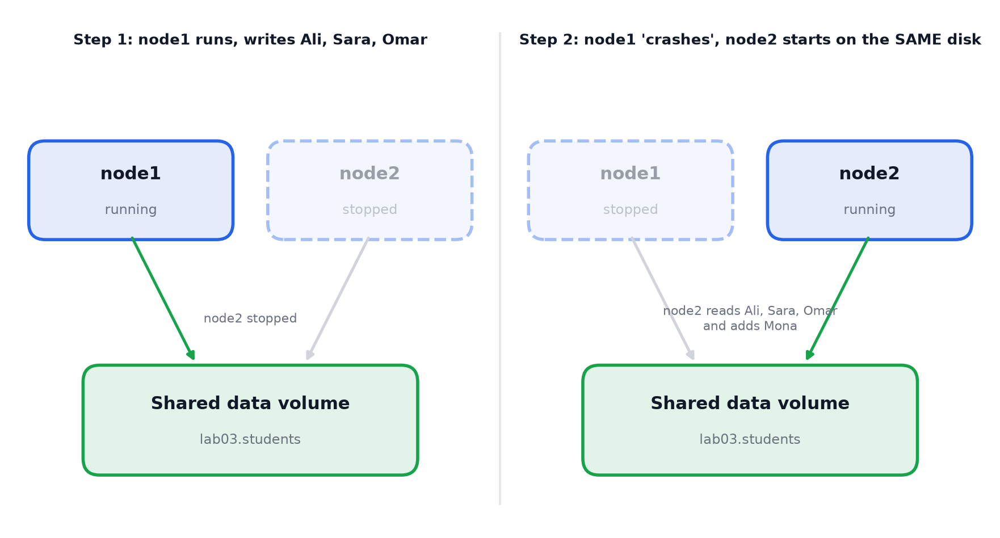 Step 1: node1 runs, writes Ali, Sara, Omar
node1
running
node2
stopped
node2 stopped
Shared data volume
lab03.students
Step 2: node1 'crashes', node2 starts on the SAME disk
node1
stopped
node2
running
node2 reads Ali, Sara, Omar
and adds Mona
Shared data volume
lab03.students